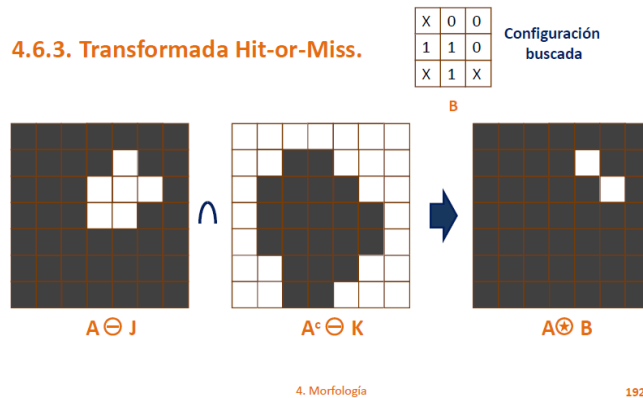 4.6.3. Transformada Hit-or-Miss.
X 0 0
1 1 0
X 1 X
B
Configuración
buscada
∩
A ⊖ J
Aᶜ ⊖ K
A⊛ B
4. Morfología
192